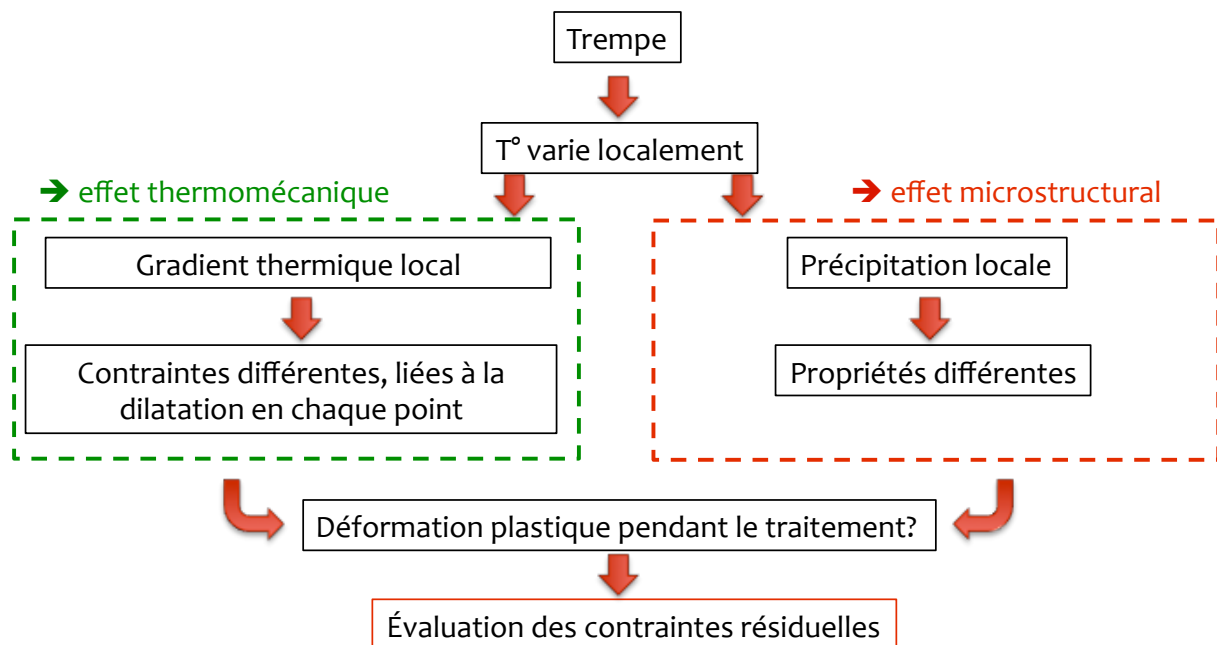 Trempe
T° varie localement
➔ effet thermomécanique
➔ effet microstructural
Gradient thermique local
Précipitation locale
Contraintes différentes, liées à la
dilatation en chaque point
Propriétés différentes
Déformation plastique pendant le traitement?
Évaluation des contraintes résiduelles